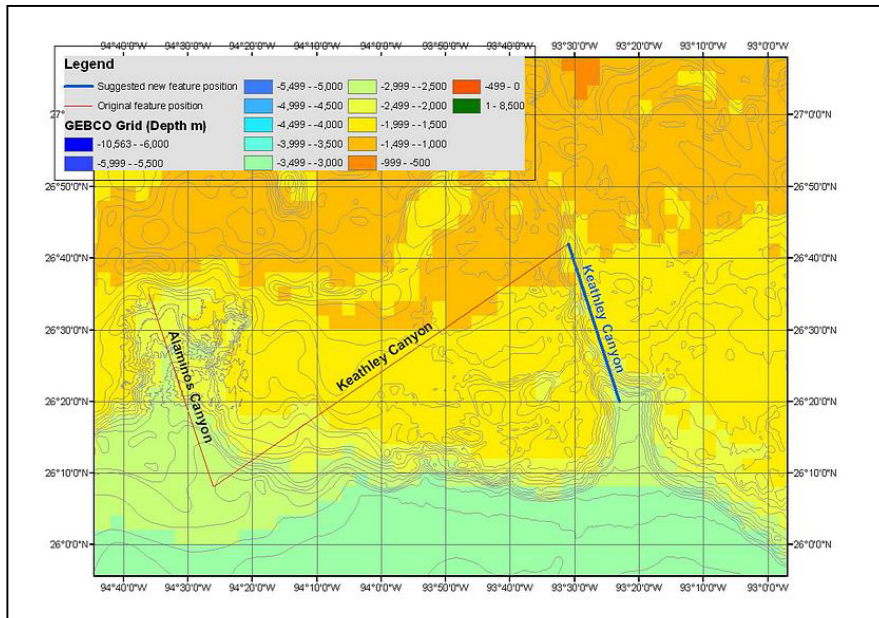 94°40'0"W 94°30'0"W 94°20'0"W 94°10'0"W 94°0'0"W 93°50'0"W 93°40'0"W 93°30'0"W 93°20'0"W 93°10'0"W 93°0'0"W
Legend
Suggested new feature position
Original feature position
GEBCO Grid (Depth m)
-10,563 - -6,000
-5,999 - -5,500
-5,499 - -5,000
-4,999 - -4,500
-4,499 - -4,000
-3,999 - -3,500
-3,499 - -3,000
-2,999 - -2,500
-2,499 - -2,000
-1,999 - -1,500
-1,499 - -1,000
-999 - -500
-499 - 0
1 - 8,500
27° 27°0'0"N
26°50'0"N 26°50'0"N
26°40'0"N 26°40'0"N
Keathley Canyon
26°30'0"N 26°30'0"N
Alaminos Canyon
Keathley Canyon
26°20'0"N 26°20'0"N
26°10'0"N 26°10'0"N
26°0'0"N 26°0'0"N
94°40'0"W 94°30'0"W 94°20'0"W 94°10'0"W 94°0'0"W 93°50'0"W 93°40'0"W 93°30'0"W 93°20'0"W 93°10'0"W 93°0'0"W